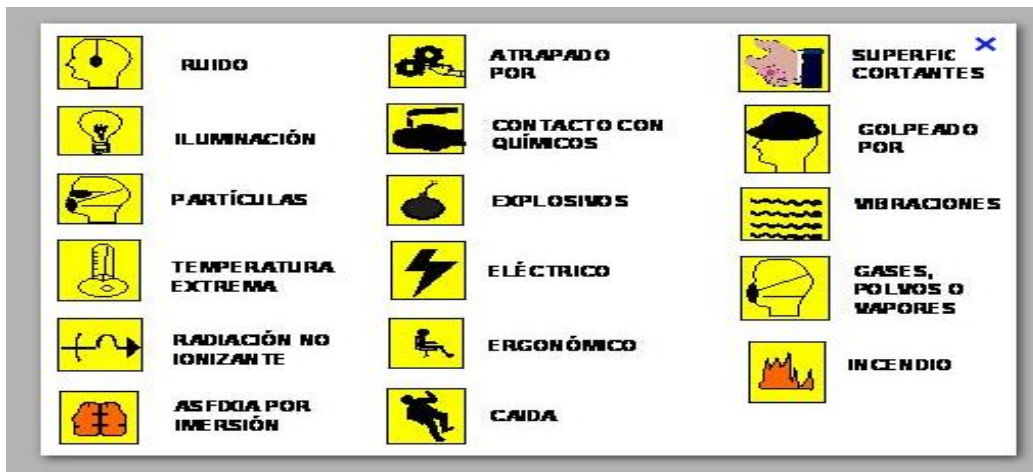 RUIDO
ILUMINACIÓN
PARTÍCULAS
TEMPERATURA
EXTREMA
RADIACIÓN NO
IONIZANTE
ASFIXIA POR
IMERSIÓN
ATRAPADO
POR
CONTACTO CON
QUÍMICOS
EXPLOSIVOS
ELÉCTRICO
ERGONÓMICO
CAIDA
SUPERFIC
CORTANTES
GOLPEADO
POR
VIBRACIONES
GASES,
POLVOS O
VAPORES
INCENDIO